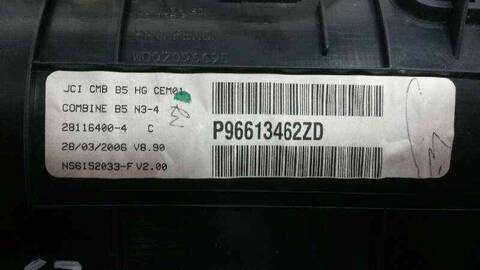 JCI CMB B5 HG CEM01
COMBINE B5 N3-4
28116400-4 C
28/03/2006 V8.90
NS6152033-F V2.00
P96613462ZD